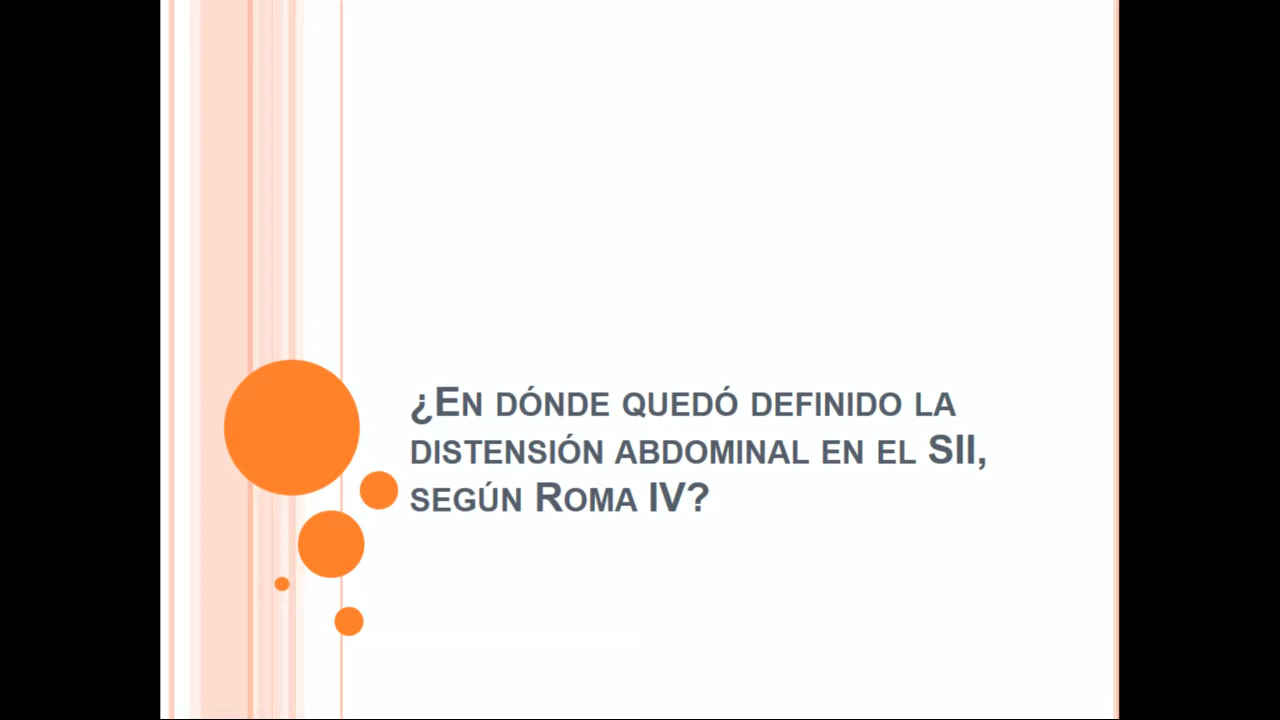 ¿En dónde quedó definido la
distensión abdominal en el SII,
según Roma IV?